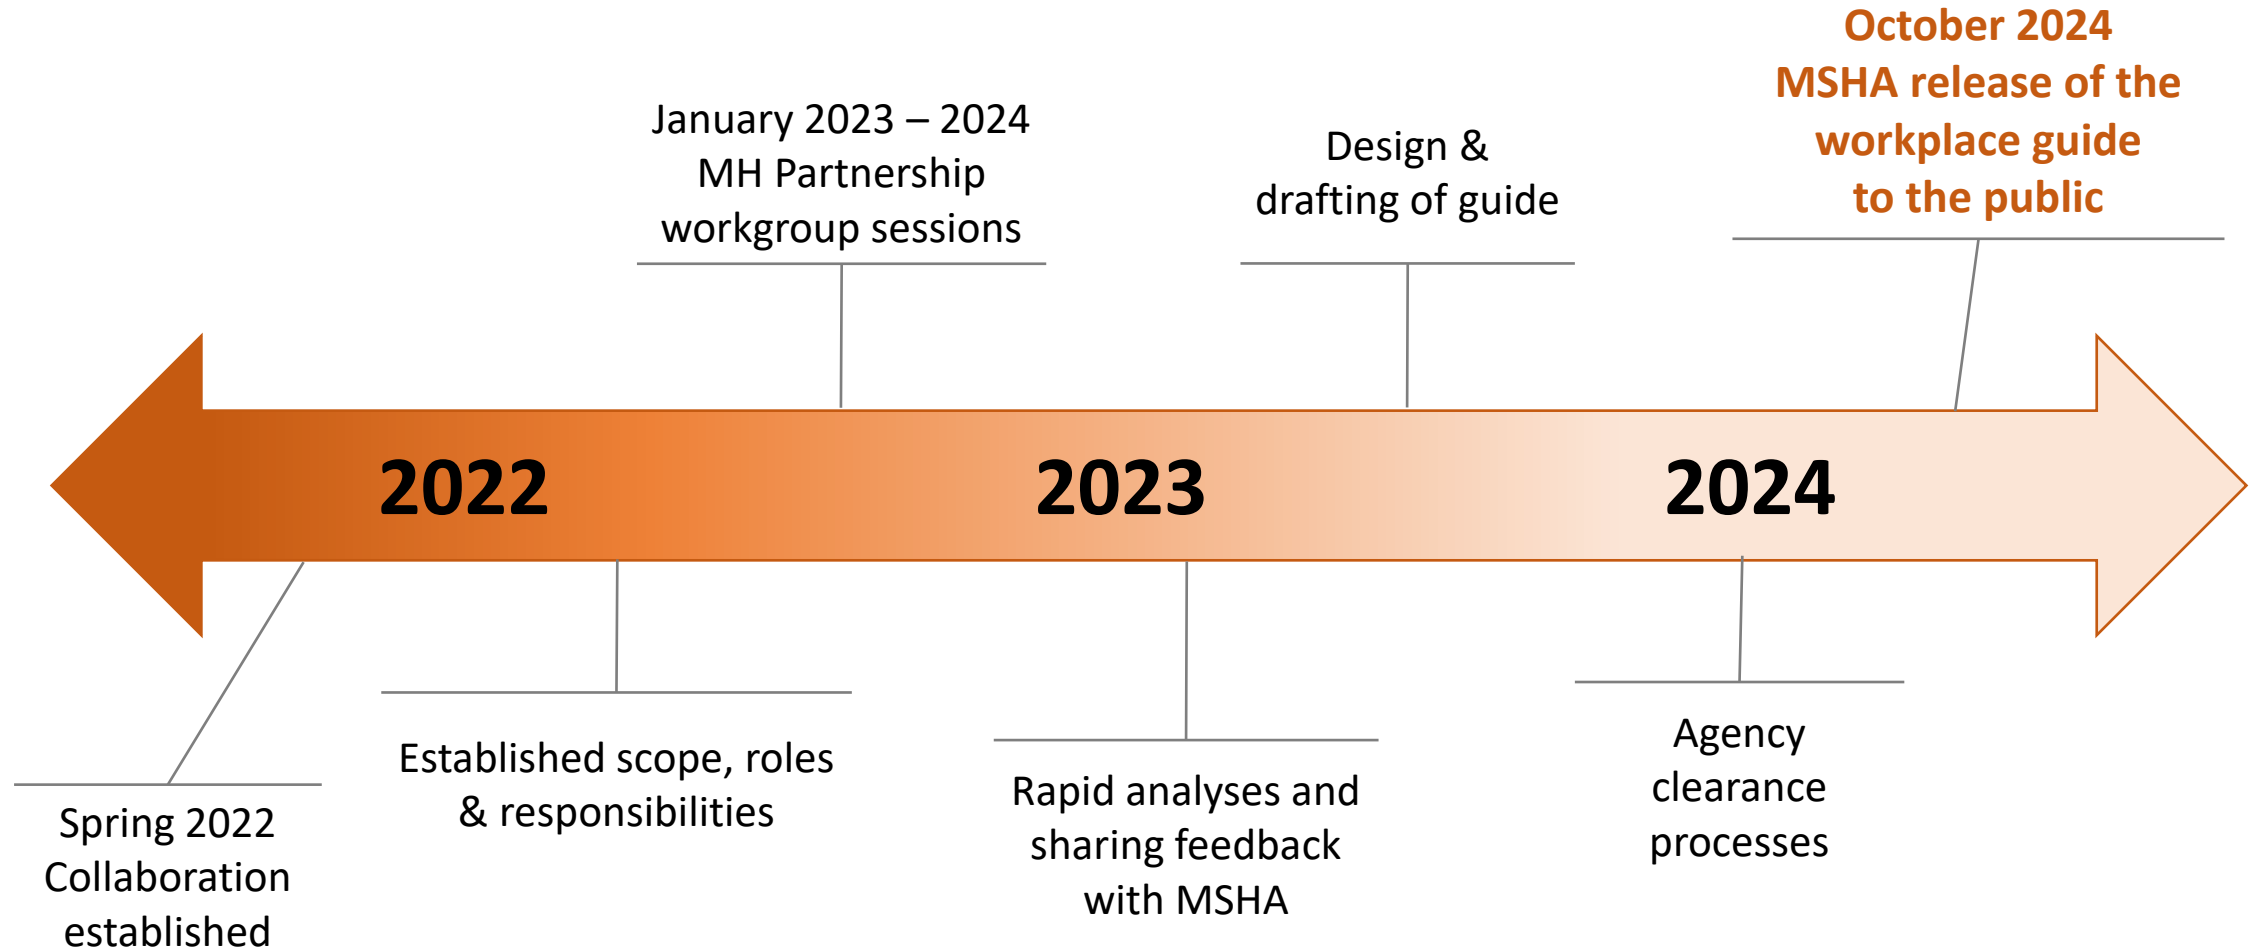 October 2024
MSHA release of the
workplace guide
to the public
January 2023 – 2024
MH Partnership
workgroup sessions
Design &
drafting of guide
2022
2023
2024
Spring 2022
Collaboration
established
Established scope, roles
& responsibilities
Rapid analyses and
sharing feedback
with MSHA
Agency
clearance
processes